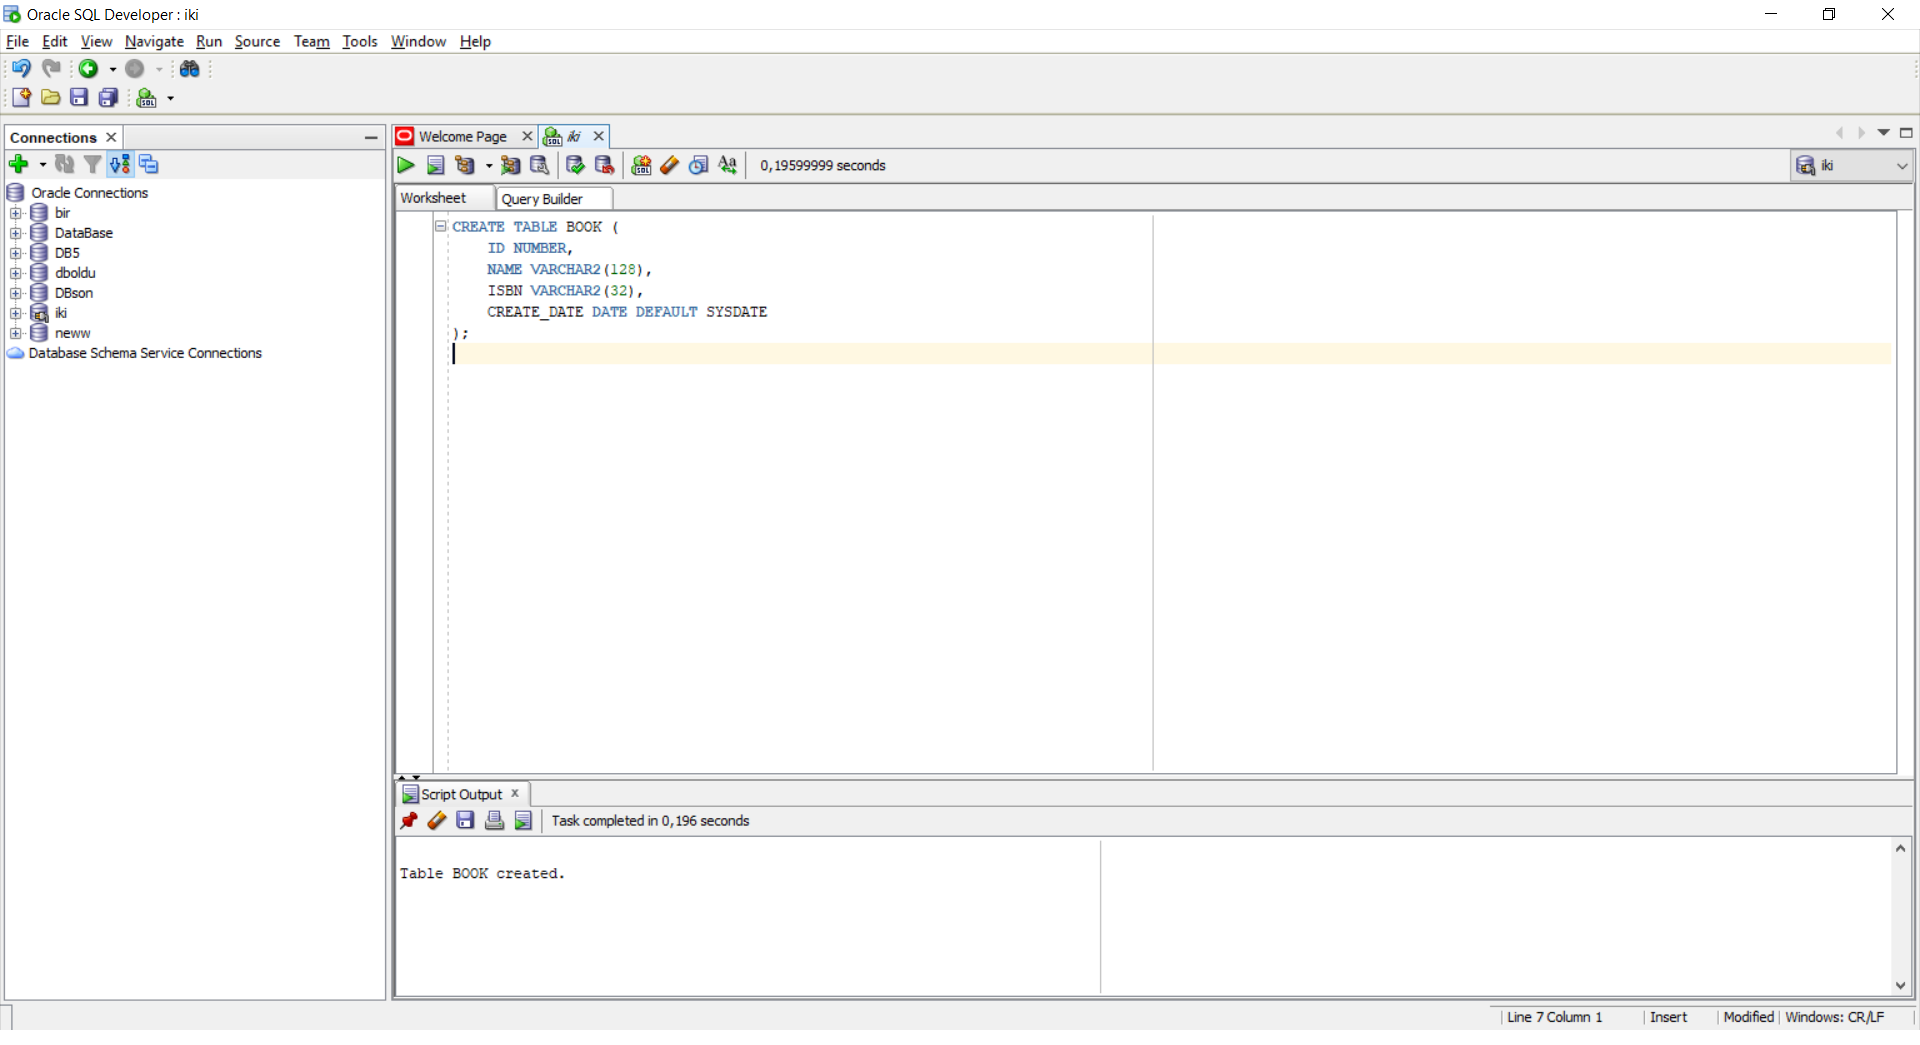 Oracle SQL Developer : iki
File Edit View Navigate Run Source Team Tools Window Help
Connections
Oracle Connections
bir
DataBase
DB5
dboldu
DBson
iki
neww
Database Schema Service Connections
Welcome Page iki
0,19599999 seconds
iki
Worksheet Query Builder
CREATE TABLE BOOK (
    ID NUMBER,
    NAME VARCHAR2(128),
    ISBN VARCHAR2(32),
    CREATE_DATE DATE DEFAULT SYSDATE
);
Script Output
Task completed in 0,196 seconds
Table BOOK created.
Line 7 Column 1 | Insert | Modified | Windows: CR/LF